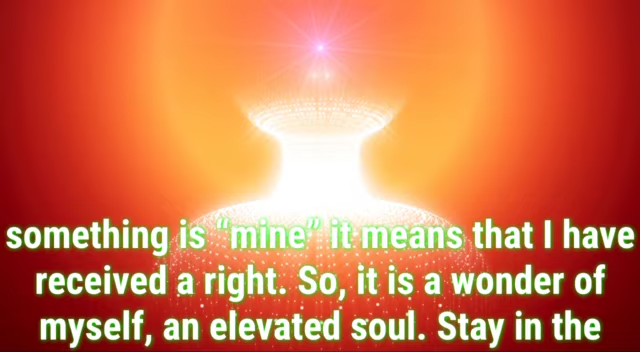 something is “mine” it means that I have
received a right. So, it is a wonder of
myself, an elevated soul. Stay in the